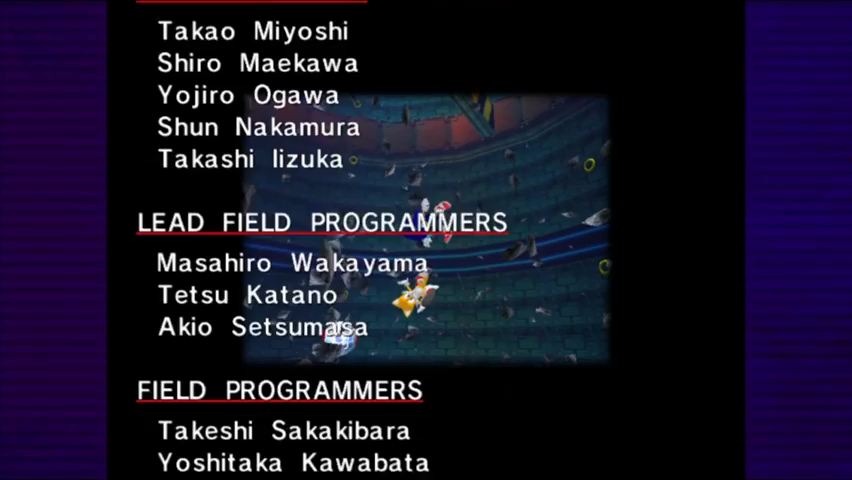 Takao Miyoshi
Shiro Maekawa
Yojiro Ogawa
Shun Nakamura
Takashi Iizuka
LEAD FIELD PROGRAMMERS
Masahiro Wakayama
Tetsu Katano
Akio Setsumasa
FIELD PROGRAMMERS
Takeshi Sakakibara
Yoshitaka Kawabata